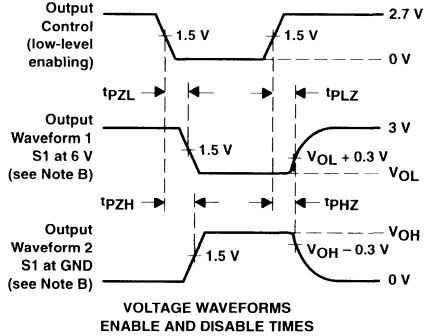 Output
Control
(low-level
enabling)
1.5 V
1.5 V
2.7 V
0 V
tPZL
tPLZ
Output
Waveform 1
S1 at 6 V
(see Note B)
1.5 V
3 V
VOL + 0.3 V
VOL
tPZH
tPHZ
Output
Waveform 2
S1 at GND
(see Note B)
1.5 V
VOH
VOH − 0.3 V
0 V
VOLTAGE WAVEFORMS
ENABLE AND DISABLE TIMES